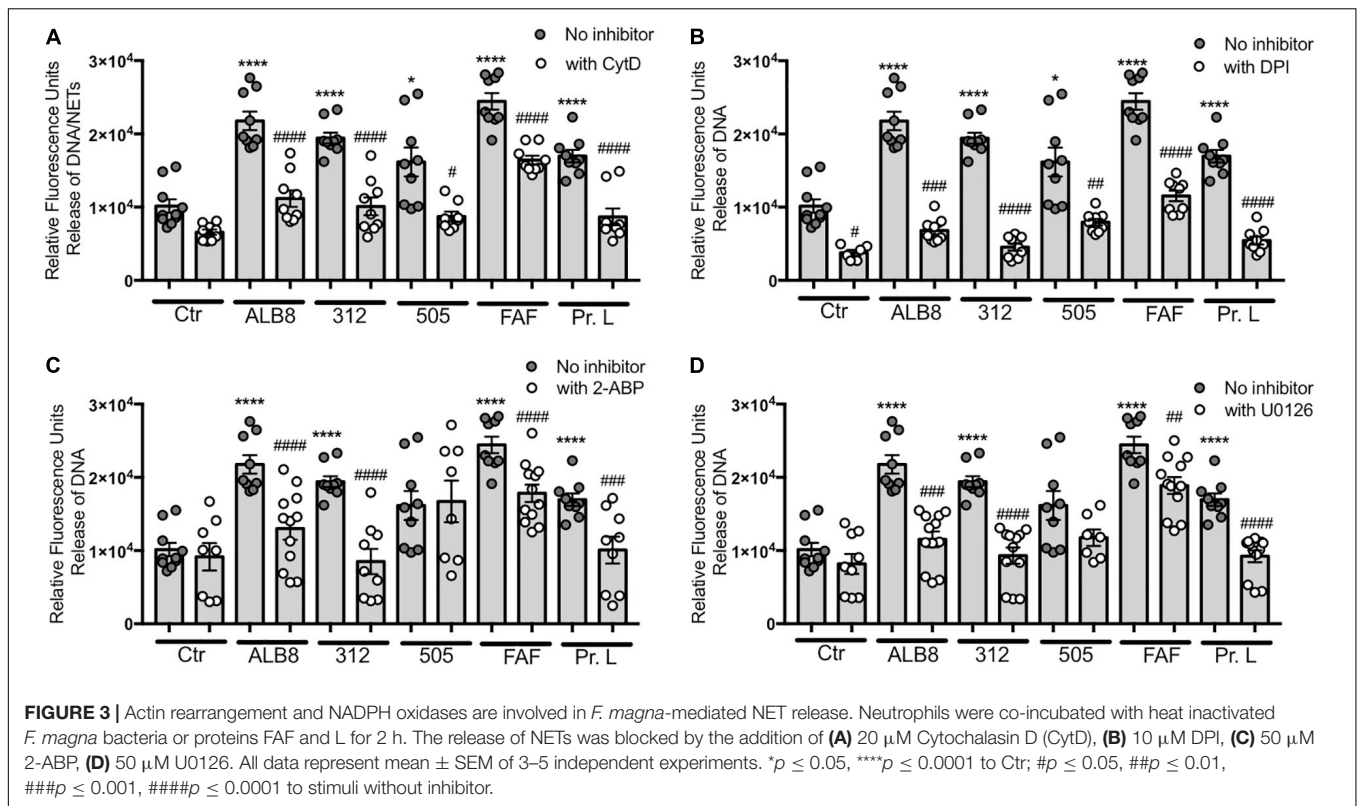 A
No inhibitor
with CytD
Relative Fluorescence Units
Release of DNA/NETs
3×10⁴
2×10⁴
1×10⁴
0
**** **** * **** ****
#### #### # #### ####
Ctr ALB8 312 505 FAF Pr. L
B
No inhibitor
with DPI
Relative Fluorescence Units
Release of DNA
3×10⁴
2×10⁴
1×10⁴
0
**** **** * **** ****
# ### #### ## #### ####
Ctr ALB8 312 505 FAF Pr. L
C
No inhibitor
with 2-ABP
Relative Fluorescence Units
Release of DNA
3×10⁴
2×10⁴
1×10⁴
0
**** **** **** ****
#### #### #### ###
Ctr ALB8 312 505 FAF Pr. L
D
No inhibitor
with U0126
Relative Fluorescence Units
Release of DNA
3×10⁴
2×10⁴
1×10⁴
0
**** **** **** ****
### #### ## ####
Ctr ALB8 312 505 FAF Pr. L
FIGURE 3 | Actin rearrangement and NADPH oxidases are involved in F. magna-mediated NET release. Neutrophils were co-incubated with heat inactivated
F. magna bacteria or proteins FAF and L for 2 h. The release of NETs was blocked by the addition of (A) 20 μM Cytochalasin D (CytD), (B) 10 μM DPI, (C) 50 μM
2-ABP, (D) 50 μM U0126. All data represent mean ± SEM of 3–5 independent experiments. *p ≤ 0.05, ****p ≤ 0.0001 to Ctr; #p ≤ 0.05, ##p ≤ 0.01,
###p ≤ 0.001, ####p ≤ 0.0001 to stimuli without inhibitor.